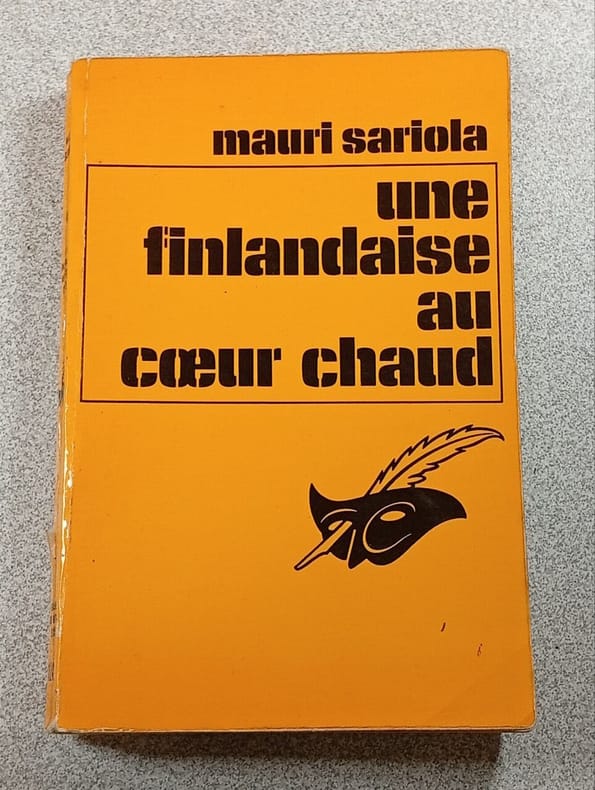 mauri sariola
une
finlandaise
au
cœur chaud